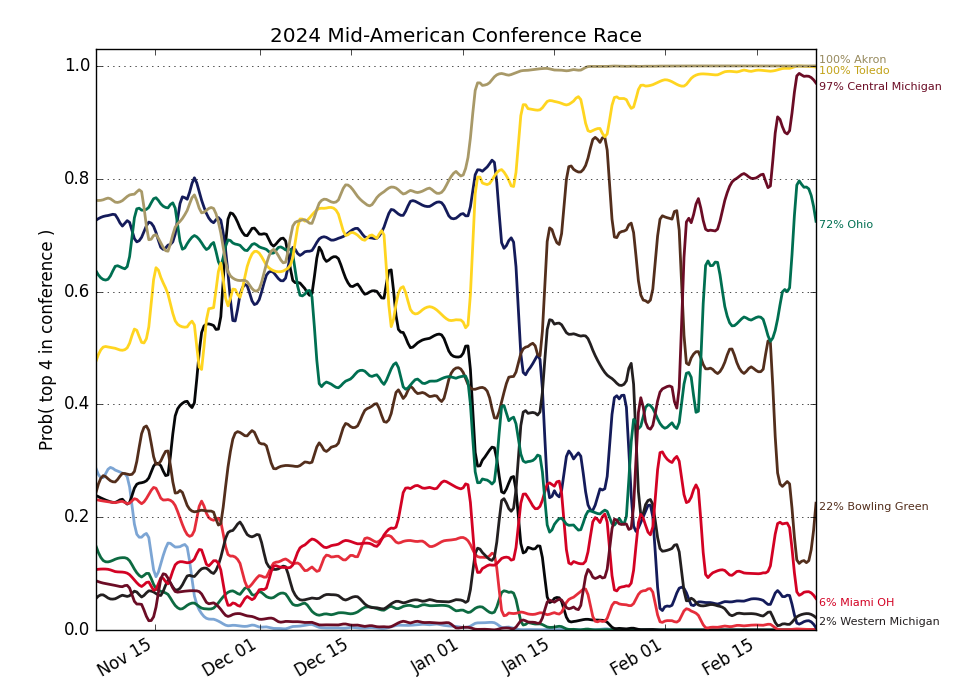 2024 Mid-American Conference Race
Prob( top 4 in conference )
1.0
0.8
0.6
0.4
0.2
0.0
Nov 15
Dec 01
Dec 15
Jan 01
Jan 15
Feb 01
Feb 15
100% Akron
100% Toledo
97% Central Michigan
72% Ohio
22% Bowling Green
6% Miami OH
2% Western Michigan